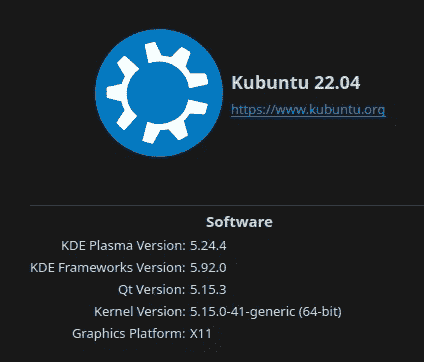 Kubuntu 22.04
https://www.kubuntu.org
Software
KDE Plasma Version: 5.24.4
KDE Frameworks Version: 5.92.0
Qt Version: 5.15.3
Kernel Version: 5.15.0-41-generic (64-bit)
Graphics Platform: X11